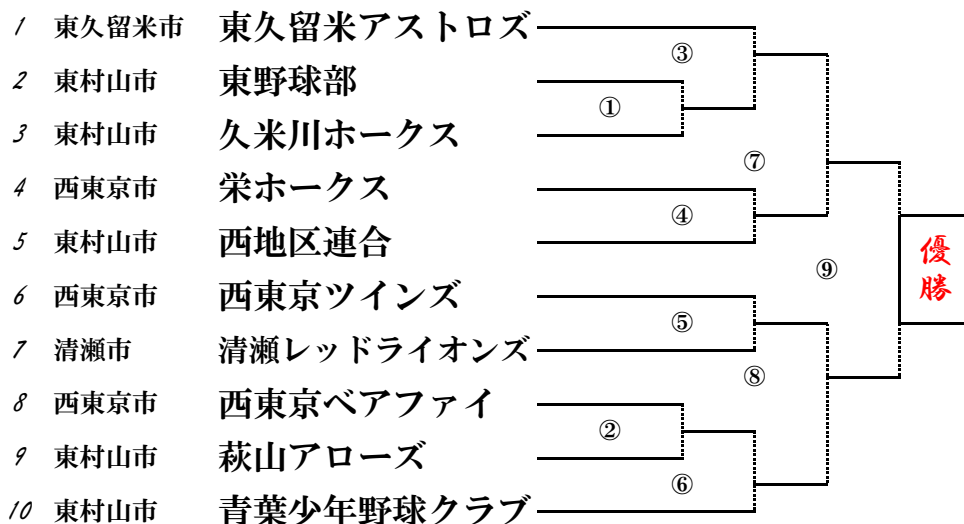 1 東久留米市 東久留米アストロズ
③
2 東村山市 東野球部
①
3 東村山市 久米川ホークス
⑦
4 西東京市 栄ホークス
④
5 東村山市 西地区連合
優勝
⑨
6 西東京市 西東京ツインズ
⑤
7 清瀬市 清瀬レッドライオンズ
⑧
8 西東京市 西東京ベアファイ
②
9 東村山市 萩山アローズ
⑥
10 東村山市 青葉少年野球クラブ